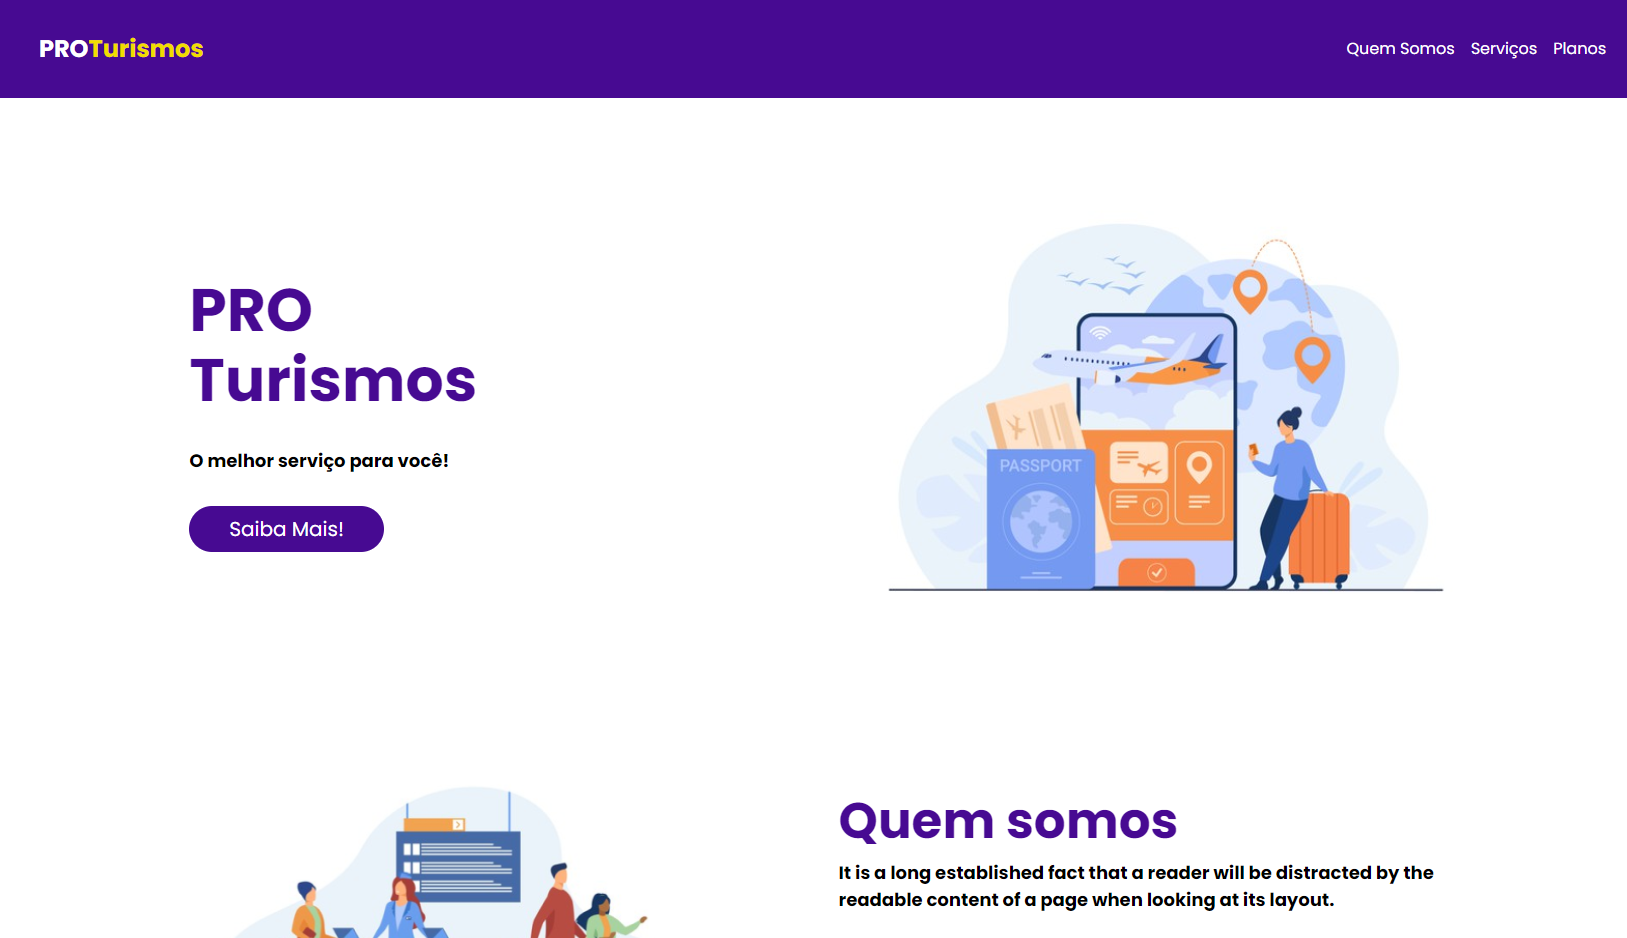 PROTurismos
Quem Somos Serviços Planos
PRO
Turismos
O melhor serviço para você!
Saiba Mais!
PASSPORT
Quem somos
It is a long established fact that a reader will be distracted by the
readable content of a page when looking at its layout.